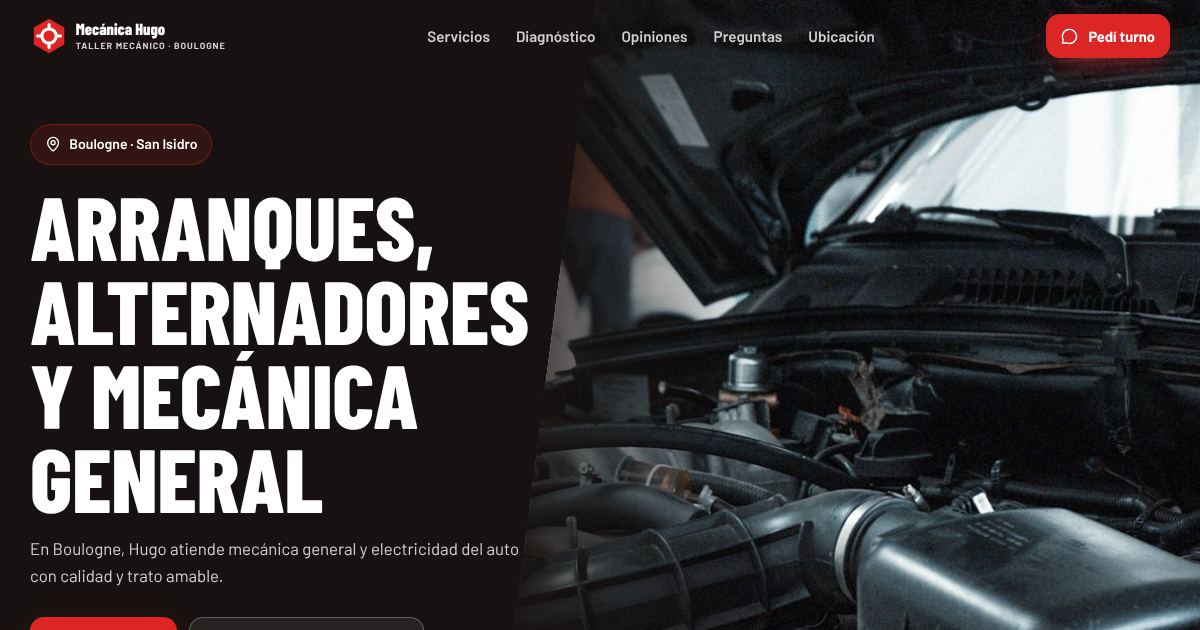 Mecánica Hugo
TALLER MECÁNICO · BOULOGNE
Servicios
Diagnóstico
Opiniones
Preguntas
Ubicación
Pedí turno
Boulogne · San Isidro
ARRANQUES,
ALTERNADORES
Y MECÁNICA
GENERAL
En Boulogne, Hugo atiende mecánica general y electricidad del auto
con calidad y trato amable.